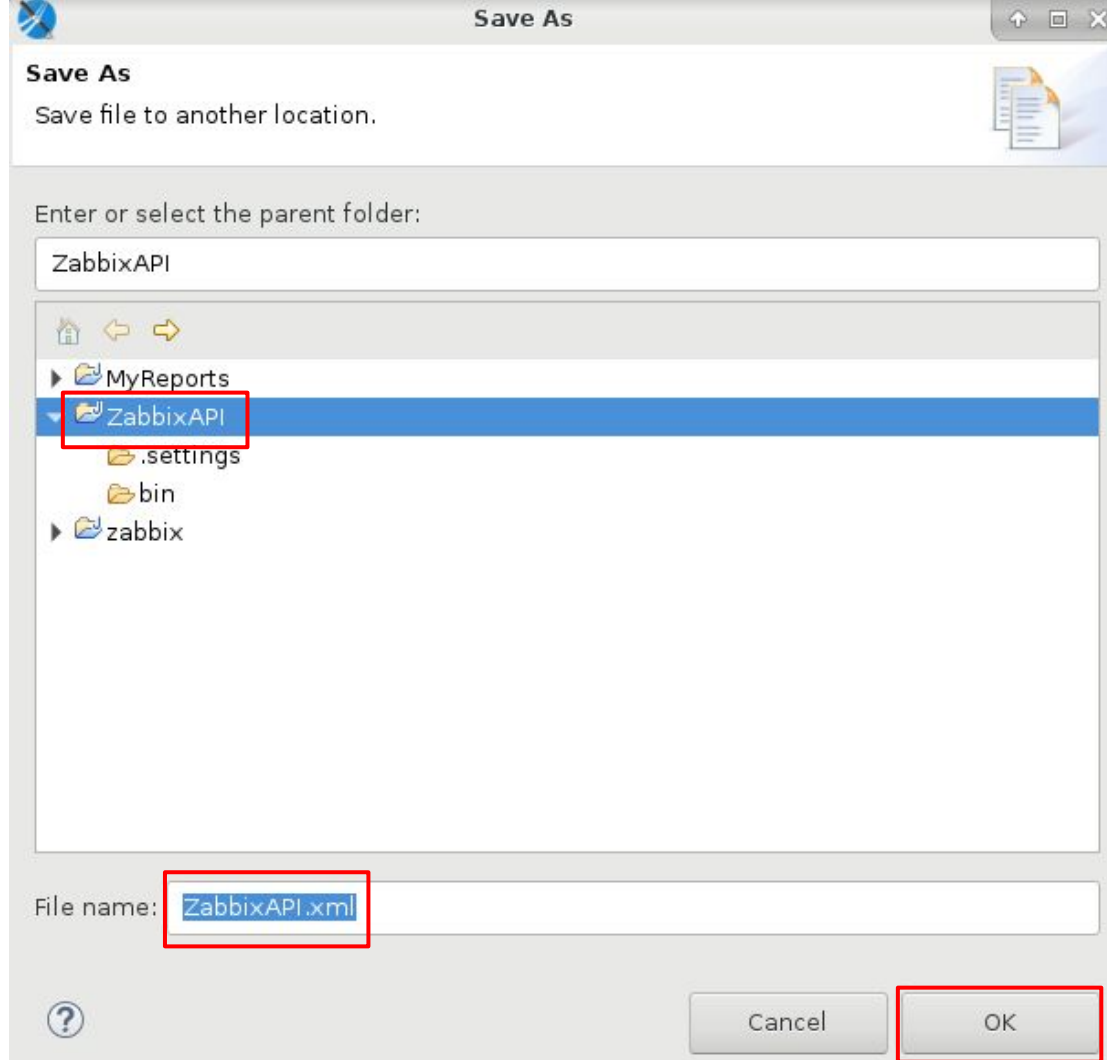 Save As
Save As
Save file to another location.
Enter or select the parent folder:
ZabbixAPI
MyReports
ZabbixAPI
.settings
bin
zabbix
File name: ZabbixAPI.xml
? Cancel OK